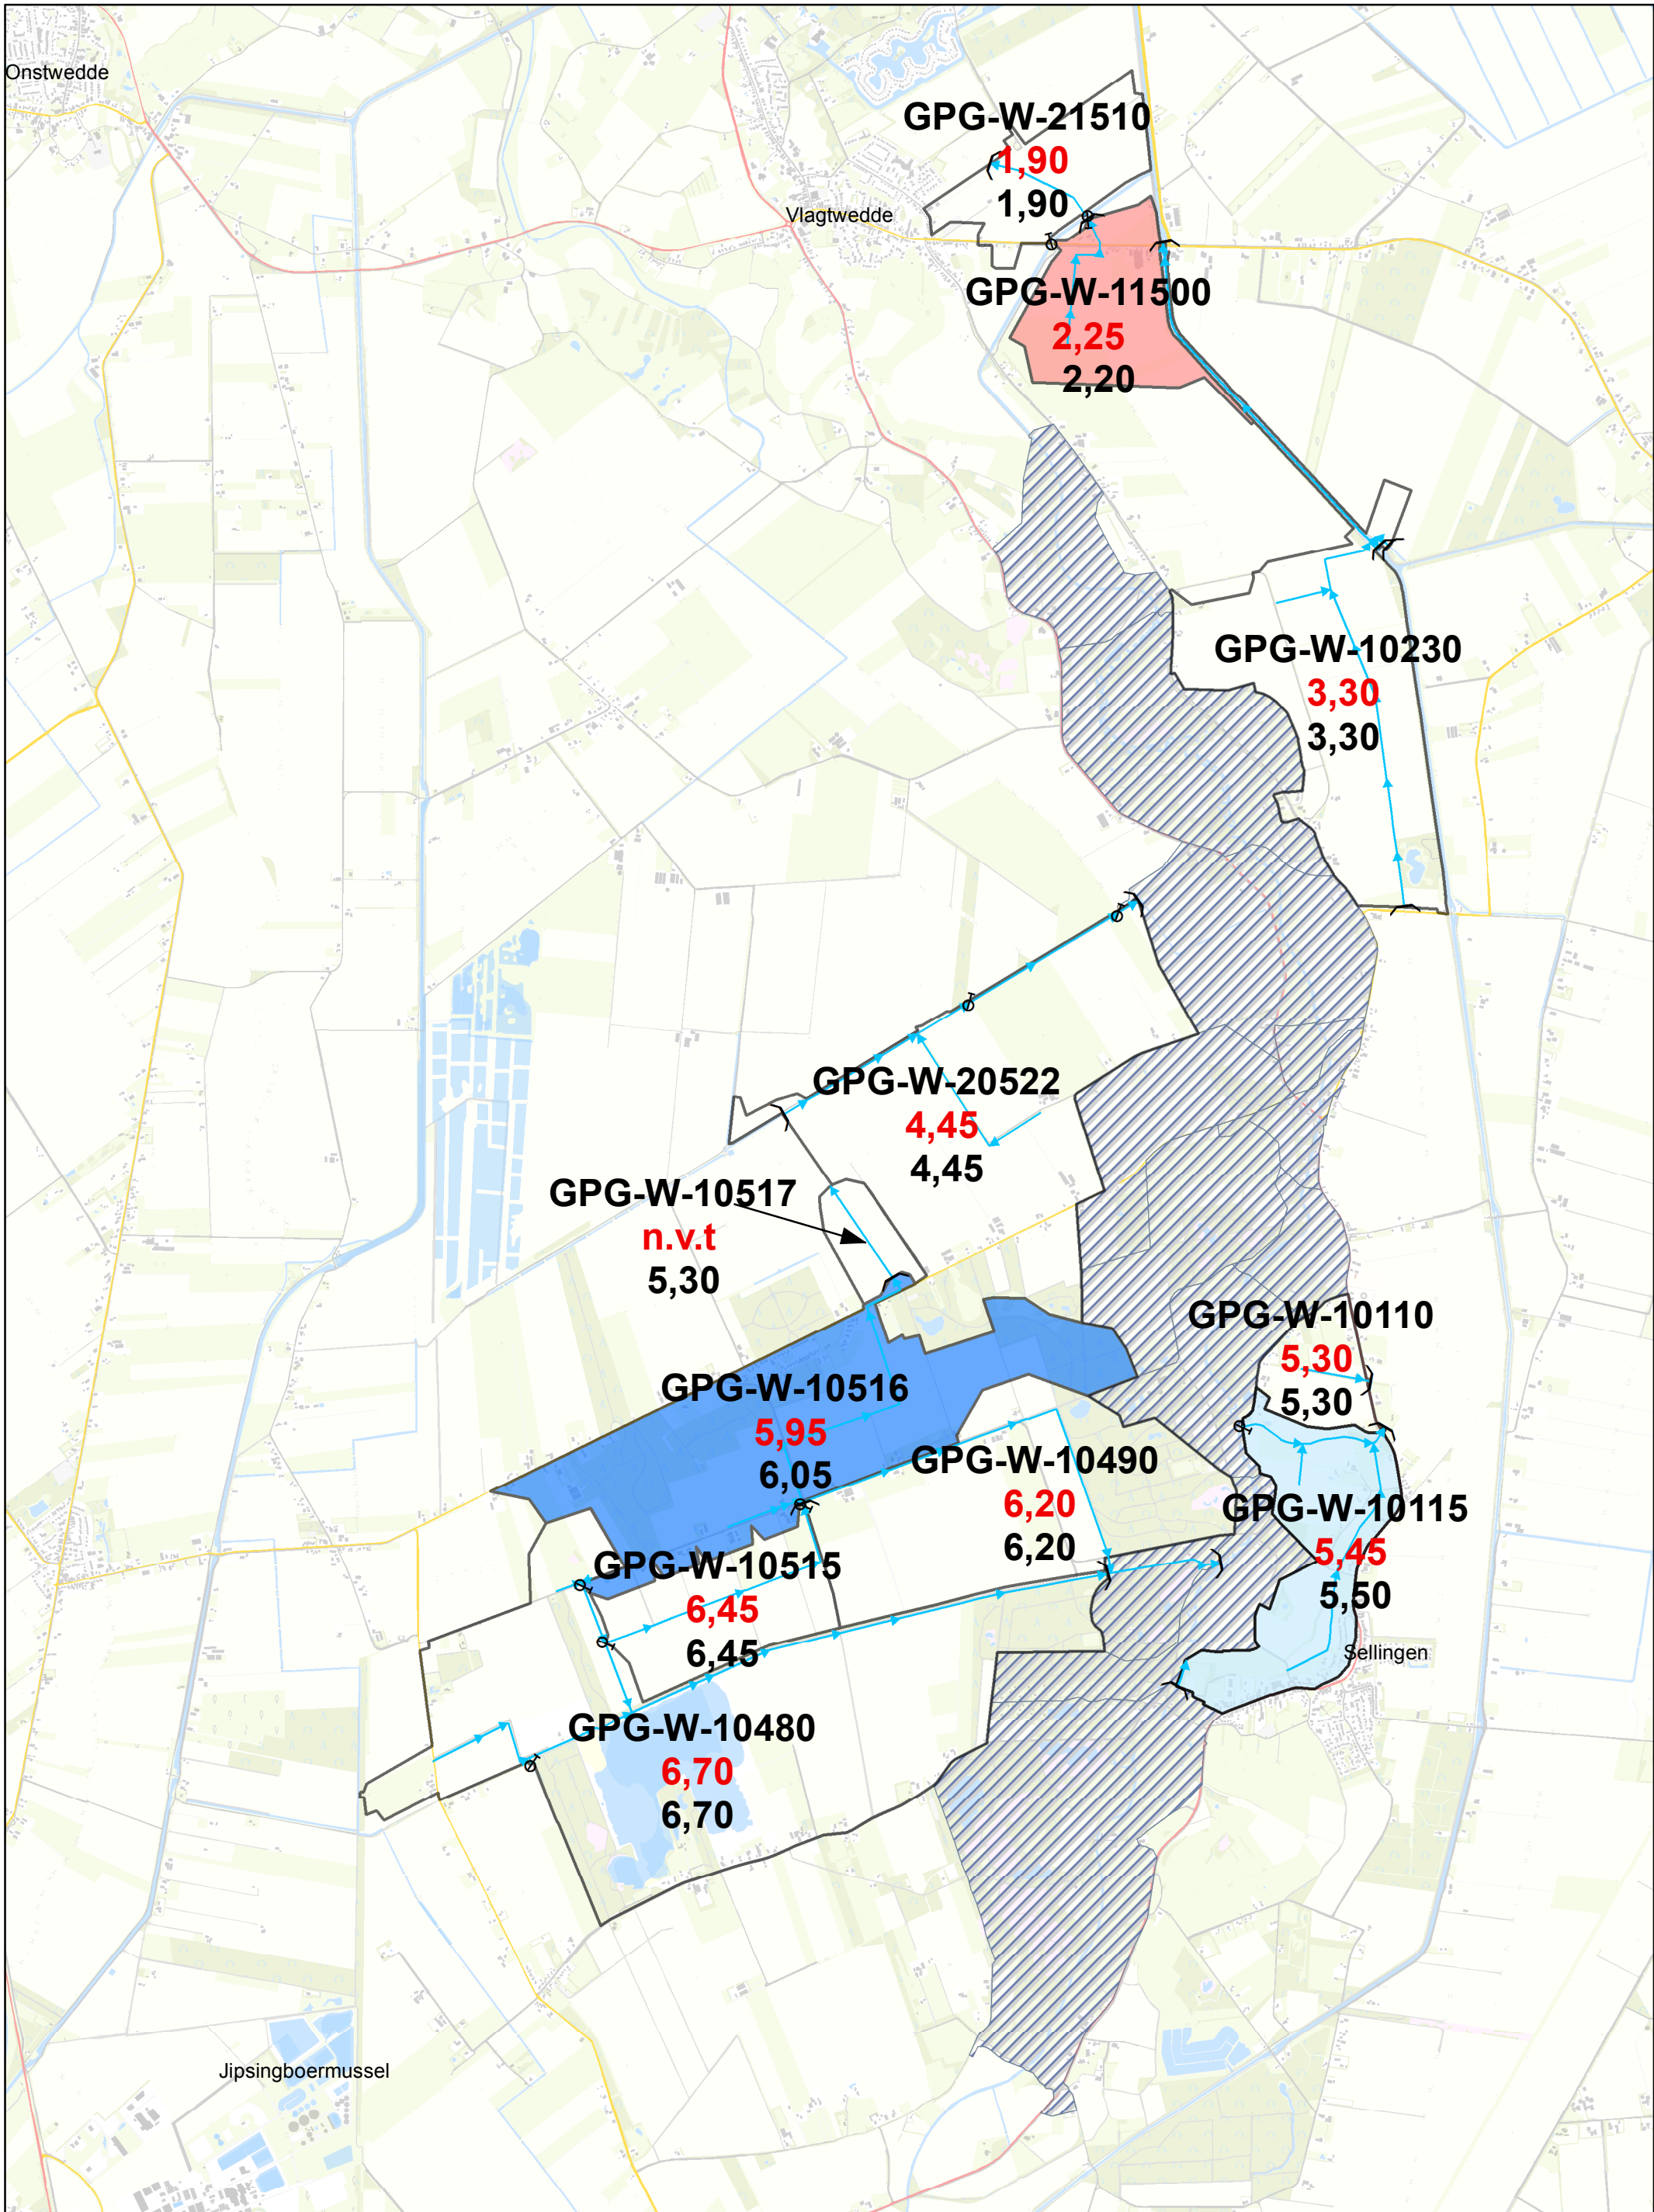 Onstwedde
GPG-W-21510
1,90
1,90
Vlagtwedde
GPG-W-11500
2,25
2,20
GPG-W-10230
3,30
3,30
GPG-W-20522
4,45
4,45
GPG-W-10517
n.v.t
5,30
GPG-W-10110
5,30
5,30
GPG-W-10516
5,95
6,05
GPG-W-10490
6,20
6,20
GPG-W-10115
5,45
5,50
GPG-W-10515
6,45
6,45
Sellingen
GPG-W-10480
6,70
6,70
Jipsingboermussel